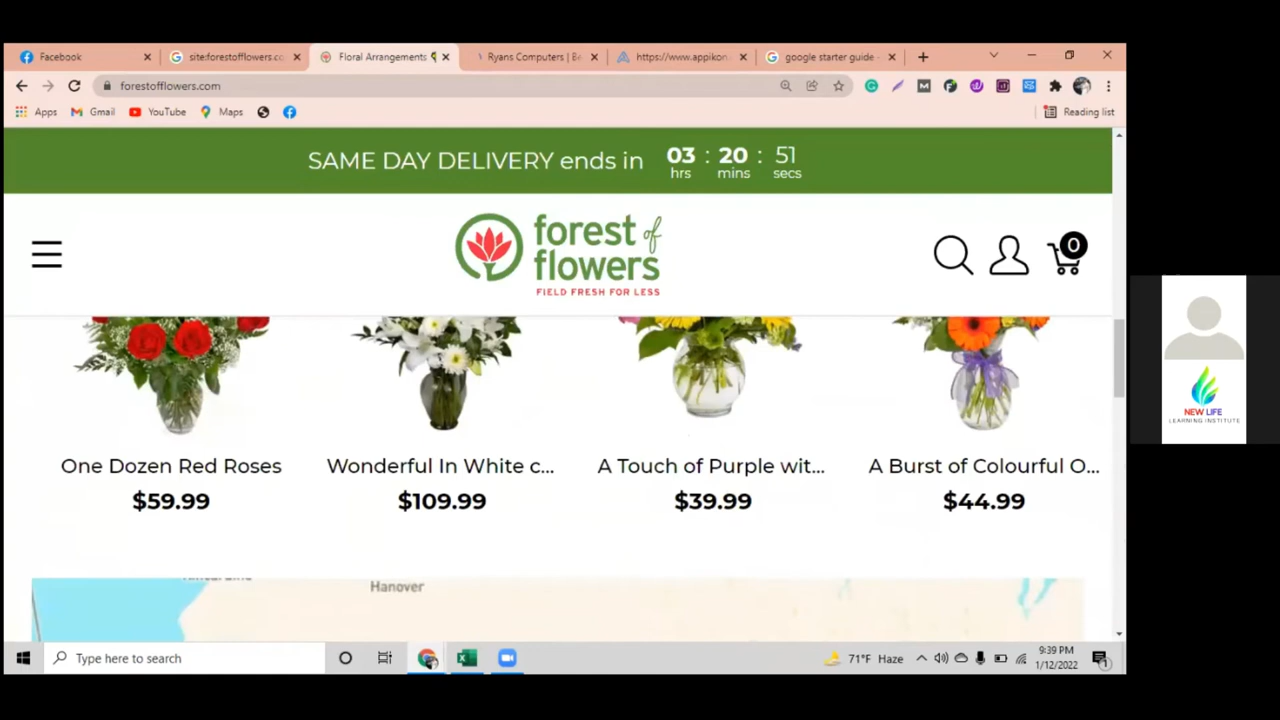 Facebook
site:forestofflowers.co
Floral Arrangements
Ryans Computers | Be
https://www.appikon
google starter guide -
forestofflowers.com
Apps
Gmail
YouTube
Maps
Reading list
SAME DAY DELIVERY ends in 03 : 20 : 51
hrs mins secs
forest of
flowers
FIELD FRESH FOR LESS
0
One Dozen Red Roses
$59.99
Wonderful In White c...
$109.99
A Touch of Purple wit...
$39.99
A Burst of Colourful O...
$44.99
Hanover
NEW LIFE
LEARNING INSTITUTE
Type here to search
71°F Haze
9:39 PM
1/12/2022
1